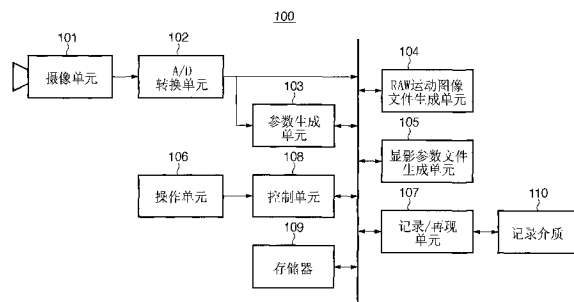 100
101
摄像单元
102
A/D
转换单元
103
参数生成
单元
104
RAW运动图像
文件生成单元
105
显影参数文件
生成单元
106
操作单元
108
控制单元
107
记录/再现
单元
110
记录介质
109
存储器